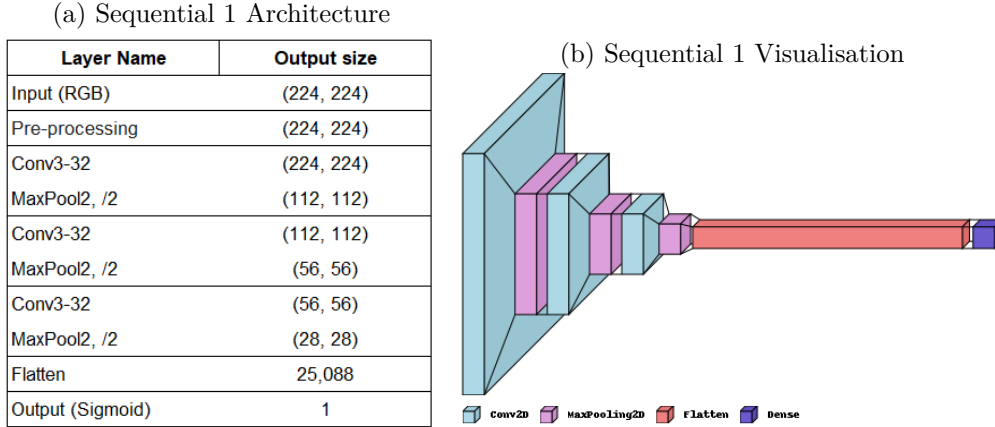 (a) Sequential 1 Architecture
Layer Name Output size
Input (RGB) (224, 224)
Pre-processing (224, 224)
Conv3-32 (224, 224)
MaxPool2, /2 (112, 112)
Conv3-32 (112, 112)
MaxPool2, /2 (56, 56)
Conv3-32 (56, 56)
MaxPool2, /2 (28, 28)
Flatten 25,088
Output (Sigmoid) 1
(b) Sequential 1 Visualisation
Conv2D MaxPooling2D Flatten Dense